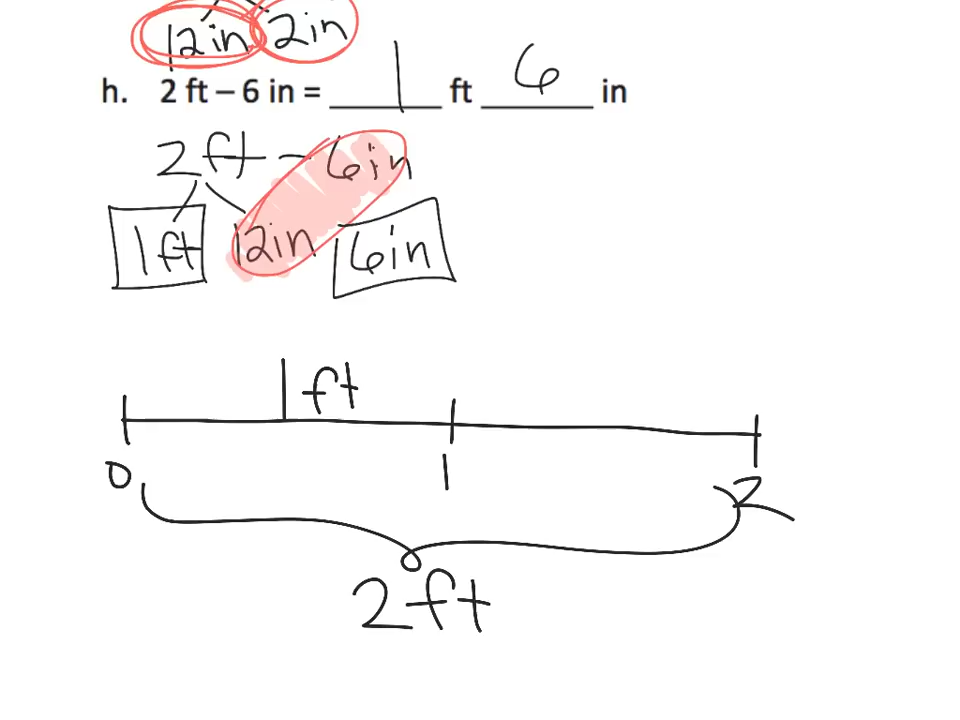 12in 2in
h. 2 ft – 6 in = 1 ft 6 in
2ft - 6in
1ft 12in 6in
1ft
0 1 2
2ft